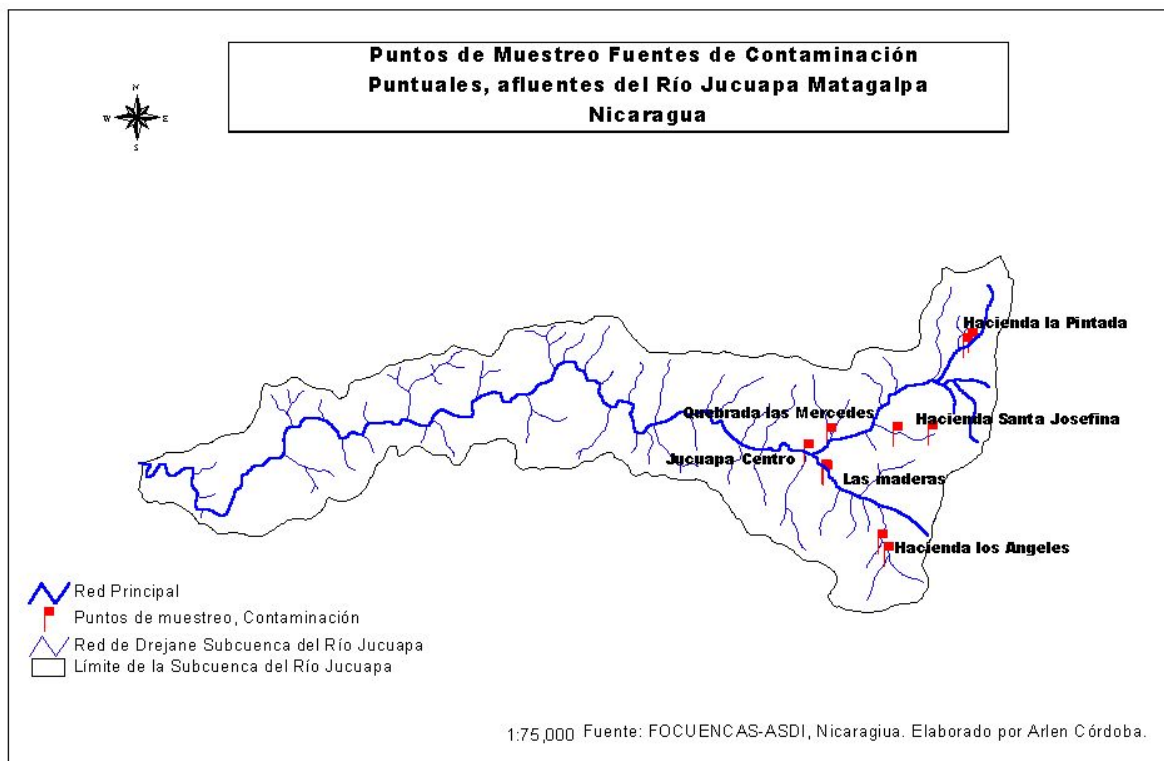 Puntos de Muestreo Fuentes de Contaminación
Puntuales, afluentes del Río Jucuapa Matagalpa
Nicaragua
N
W E
S
Hacienda la Pintada
Quebrada las Mercedes
Hacienda Santa Josefina
Jucuapa Centro
Las maderas
Hacienda los Angeles
Red Principal
Puntos de muestreo, Contaminación
Red de Drejane Subcuenca del Río Jucuapa
Límite de la Subcuenca del Río Jucuapa
1:75,000 Fuente: FOCUENCAS-ASDI, Nicaragiua. Elaborado por Arlen Córdoba.